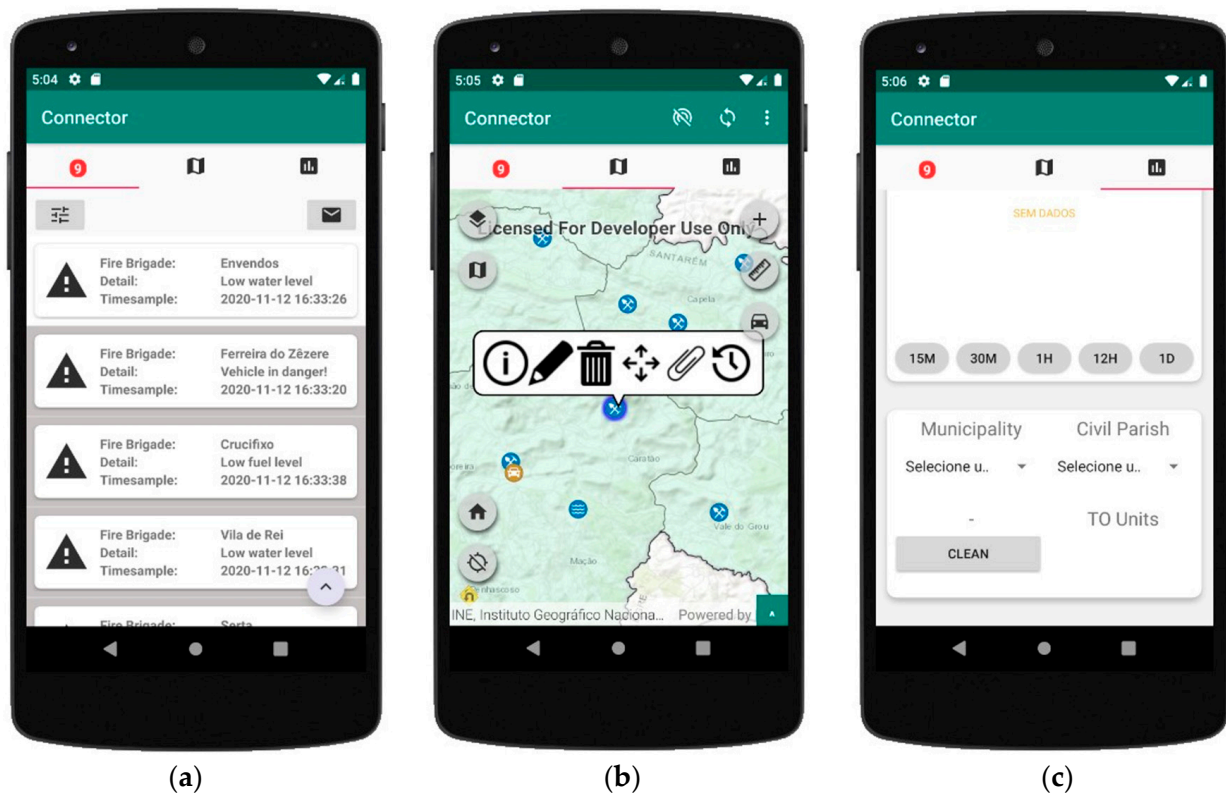 5:04
Connector
9
Fire Brigade: Envendos
Detail: Low water level
Timesample: 2020-11-12 16:33:26
Fire Brigade: Ferreira do Zêzere
Detail: Vehicle in danger!
Timesample: 2020-11-12 16:33:20
Fire Brigade: Crucifixo
Detail: Low fuel level
Timesample: 2020-11-12 16:33:38
Fire Brigade: Vila de Rei
Detail: Low water level
Timesample: 2020-11-12
Fire Brigade: Serta
(a)
5:05
Connector
9
Licensed For Developer Use Only
SANTARÉM
Capela
Caratão
Vale do Grou
Mação
INE, Instituto Geográfico Naciona... Powered by
(b)
5:06
Connector
9
SEM DADOS
15M 30M 1H 12H 1D
Municipality Civil Parish
Selecione u.. Selecione u..
- TO Units
CLEAN
(c)